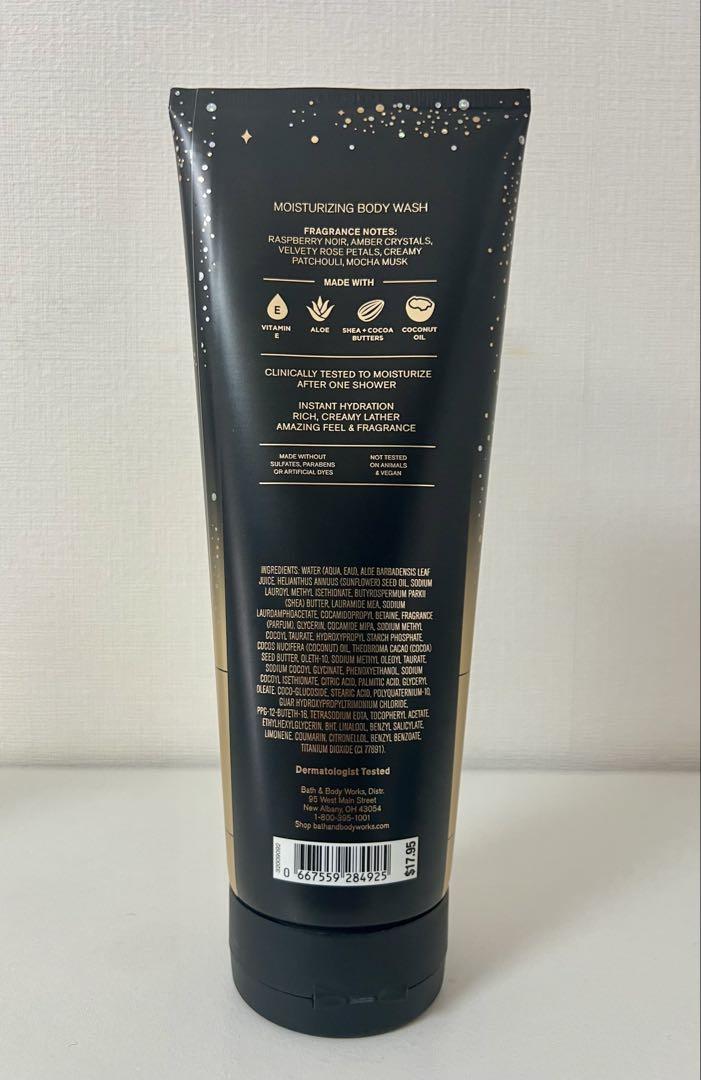 MOISTURIZING BODY WASH
FRAGRANCE NOTES:
RASPBERRY NOIR, AMBER CRYSTALS,
VELVETY ROSE PETALS, CREAMY
PATCHOULI, MOCHA MUSK
MADE WITH
E
VITAMIN
E
ALOE
SHEA + COCOA
BUTTERS
COCONUT
OIL
CLINICALLY TESTED TO MOISTURIZE
AFTER ONE SHOWER
INSTANT HYDRATION
RICH, CREAMY LATHER
AMAZING FEEL & FRAGRANCE
MADE WITHOUT
SULFATES, PARABENS
OR ARTIFICIAL DYES
NOT TESTED
ON ANIMALS
& VEGAN
INGREDIENTS: WATER (AQUA, EAU), ALOE BARBADENSIS LEAF
JUICE, HELIANTHUS ANNUUS (SUNFLOWER) SEED OIL, SODIUM
LAUROYL METHYL ISETHIONATE, BUTYROSPERMUM PARKII
(SHEA) BUTTER, LAURAMIDE MEA, SODIUM
LAUROAMPHOACETATE, COCAMIDOPROPYL BETAINE, FRAGRANCE
(PARFUM), GLYCERIN, COCAMIDE MIPA, SODIUM METHYL
COCOYL TAURATE, HYDROXYPROPYL STARCH PHOSPHATE,
COCOS NUCIFERA (COCONUT) OIL, THEOBROMA CACAO (COCOA)
SEED BUTTER, OLETH-10, SODIUM METHYL OLEOYL TAURATE,
SODIUM COCOYL GLYCINATE, PHENOXYETHANOL, SODIUM
COCOYL ISETHIONATE, CITRIC ACID, PALMITIC ACID, GLYCERYL
OLEATE, COCO-GLUCOSIDE, STEARIC ACID, POLYQUATERNIUM-10,
GUAR HYDROXYPROPYLTRIMONIUM CHLORIDE,
PPG-12-BUTETH-16, TETRASODIUM EDTA, TOCOPHERYL ACETATE,
ETHYLHEXYLGLYCERIN, BHT, LINALOOL, BENZYL SALICYLATE,
LIMONENE, COUMARIN, CITRONELLOL, BENZYL BENZOATE,
TITANIUM DIOXIDE (CI 77891).
Dermatologist Tested
Bath & Body Works, Distr.
95 West Main Street
New Albany, OH 43054
1-800-395-1001
Shop bathandbodyworks.com
0 667559 284925
$17.95